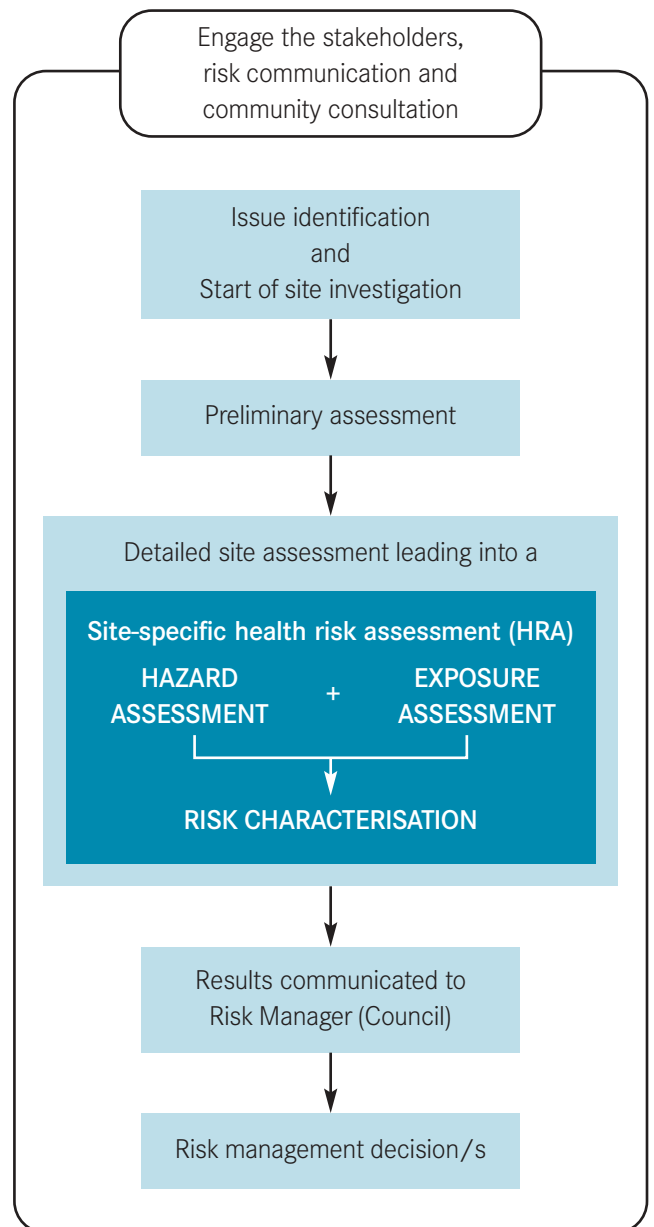 Engage the stakeholders,
risk communication and
community consultation
Issue identification
and
Start of site investigation
Preliminary assessment
Detailed site assessment leading into a
Site-specific health risk assessment (HRA)
HAZARD
ASSESSMENT
+
EXPOSURE
ASSESSMENT
RISK CHARACTERISATION
Results communicated to
Risk Manager (Council)
Risk management decision/s